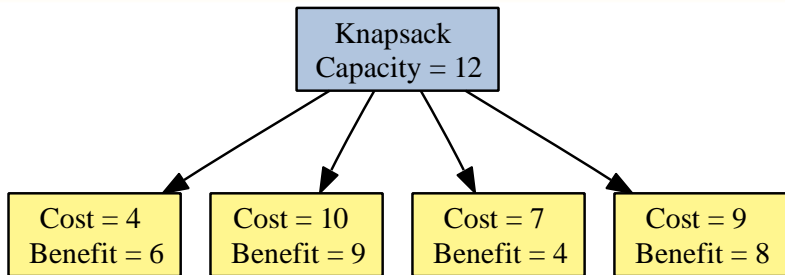 Knapsack
Capacity = 12
Cost = 4
Benefit = 6
Cost = 10
Benefit = 9
Cost = 7
Benefit = 4
Cost = 9
Benefit = 8